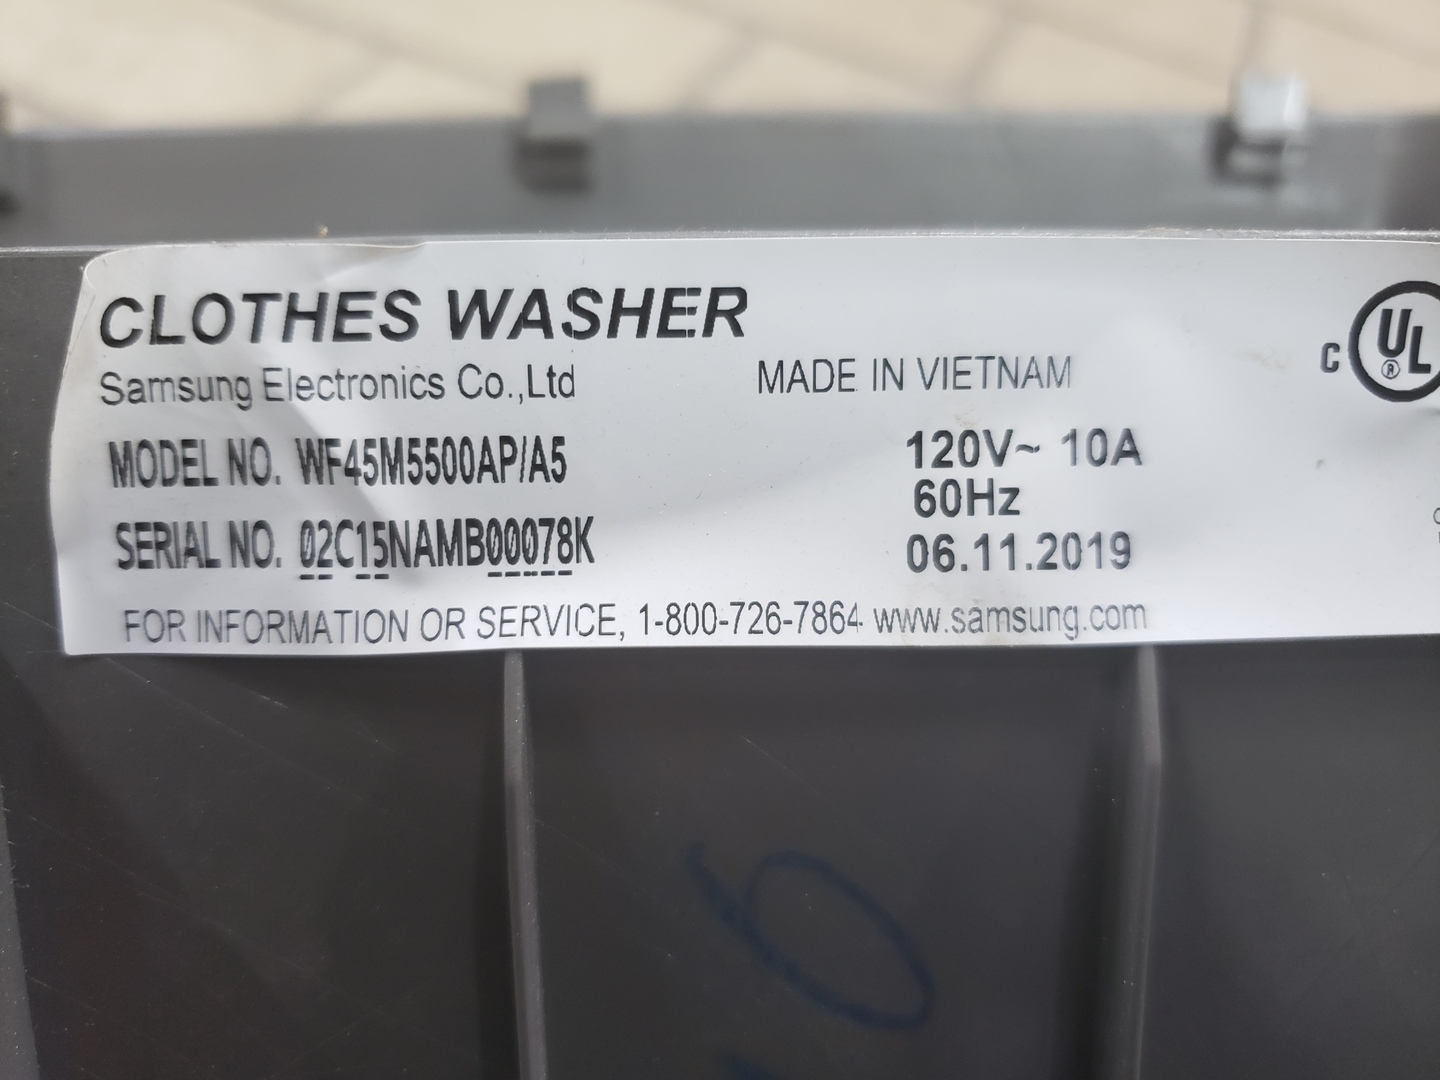 CLOTHES WASHER
Samsung Electronics Co.,Ltd
MADE IN VIETNAM
C UL ®
MODEL NO. WF45M5500AP/A5
120V~ 10A
60Hz
SERIAL NO. 02C15NAMB00078K
06.11.2019
FOR INFORMATION OR SERVICE, 1-800-726-7864 www.samsung.com